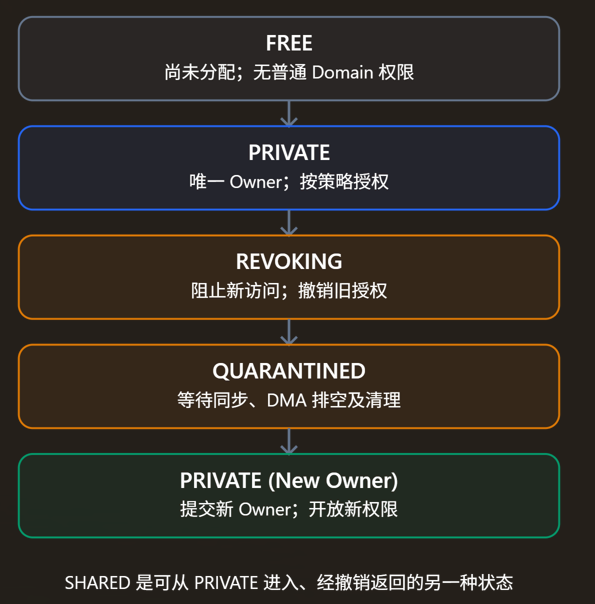 FREE
尚未分配；无普通 Domain 权限
PRIVATE
唯一 Owner；按策略授权
REVOKING
阻止新访问；撤销旧授权
QUARANTINED
等待同步、DMA 排空及清理
PRIVATE (New Owner)
提交新 Owner；开放新权限
SHARED 是可从 PRIVATE 进入、经撤销返回的另一种状态